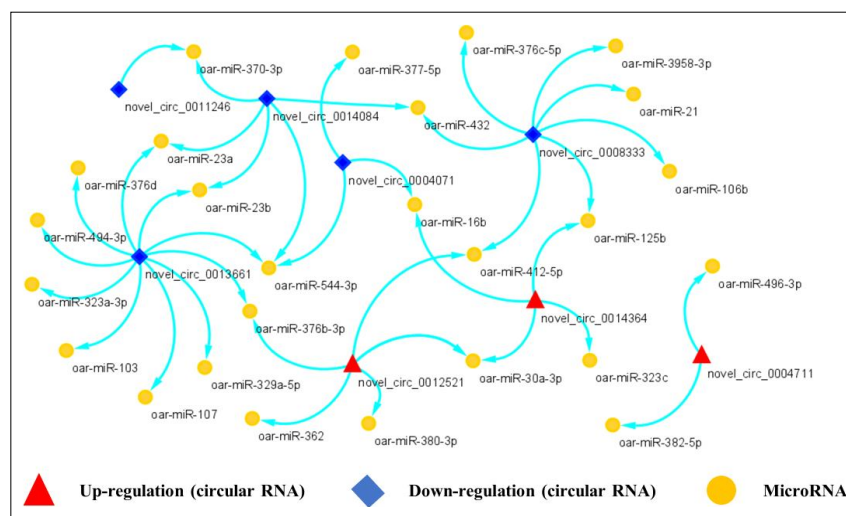 oar-miR-376c-5p
oar-miR-3958-3p
oar-miR-370-3p
oar-miR-377-5p
novel_circ_0011246
oar-miR-21
novel_circ_0014084
oar-miR-432
oar-miR-23a
novel_circ_0008333
oar-miR-376d
novel_circ_0004071
oar-miR-106b
oar-miR-23b
oar-miR-16b
oar-miR-494-3p
oar-miR-125b
novel_circ_0013661
oar-miR-412-5p
oar-miR-544-3p
oar-miR-496-3p
oar-miR-323a-3p
novel_circ_0014364
oar-miR-376b-3p
oar-miR-103
novel_circ_0012521
novel_circ_0004711
oar-miR-30a-3p
oar-miR-323c
oar-miR-329a-5p
oar-miR-107
oar-miR-362
oar-miR-380-3p
oar-miR-382-5p
Up-regulation (circular RNA)
Down-regulation (circular RNA)
MicroRNA